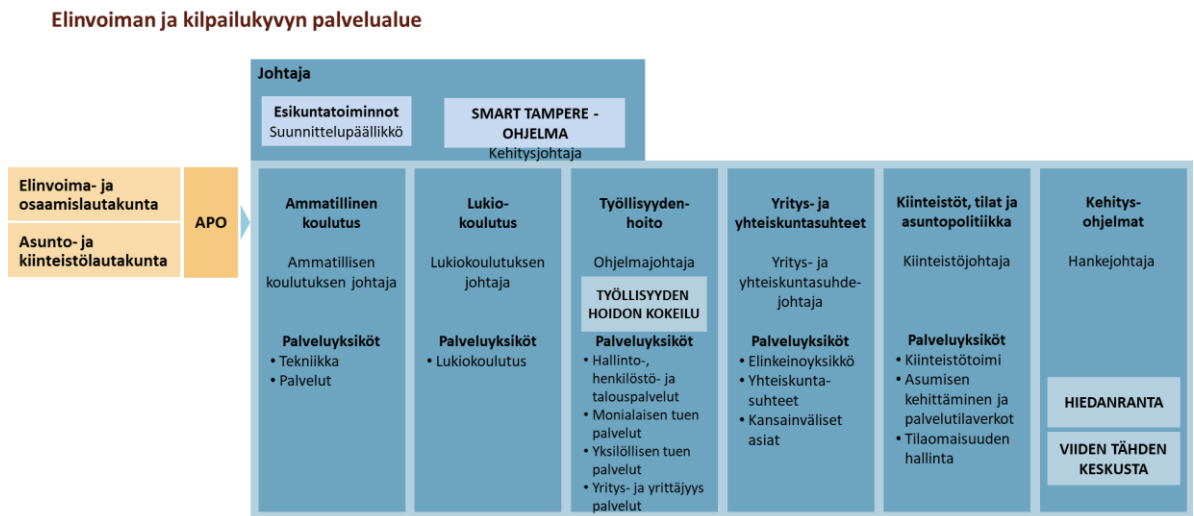 Elinvoiman ja kilpailukyvyn palvelualue
Johtaja
Esikuntatoiminnot
Suunnittelupäällikkö
SMART TAMPERE -
OHJELMA
Kehitysjohtaja
Elinvoima- ja
osaamislautakunta
Asunto- ja
kiinteistölautakunta
APO
Ammatillinen
koulutus
Ammatillisen
koulutuksen johtaja
Palveluyksiköt
• Tekniikka
• Palvelut
Lukio-
koulutus
Lukiokoulutuksen
johtaja
Palveluyksiköt
• Lukiokoulutus
Työllisyyden-
hoito
Ohjelmajohtaja
TYÖLLISYYDEN
HOIDON KOKEILU
Palveluyksiköt
• Hallinto-,
henkilöstö- ja
talouspalvelut
• Monialaisen tuen
palvelut
• Yksilöllisen tuen
palvelut
• Yritys- ja yrittäjyys
palvelut
Yritys- ja
yhteiskuntasuhteet
Yritys- ja
yhteiskuntasuhde-
johtaja
Palveluyksiköt
• Elinkeinoyksikkö
• Yhteiskunta-
suhteet
• Kansainväliset
asiat
Kiinteistöt, tilat ja
asuntopolitiikka
Kiinteistöjohtaja
Palveluyksiköt
• Kiinteistötoimi
• Asumisen
kehittäminen ja
palvelutilaverkot
• Tilaomaisuuden
hallinta
Kehitys-
ohjelmat
Hankejohtaja
HIEDANRANTA
VIIDEN TÄHDEN
KESKUSTA